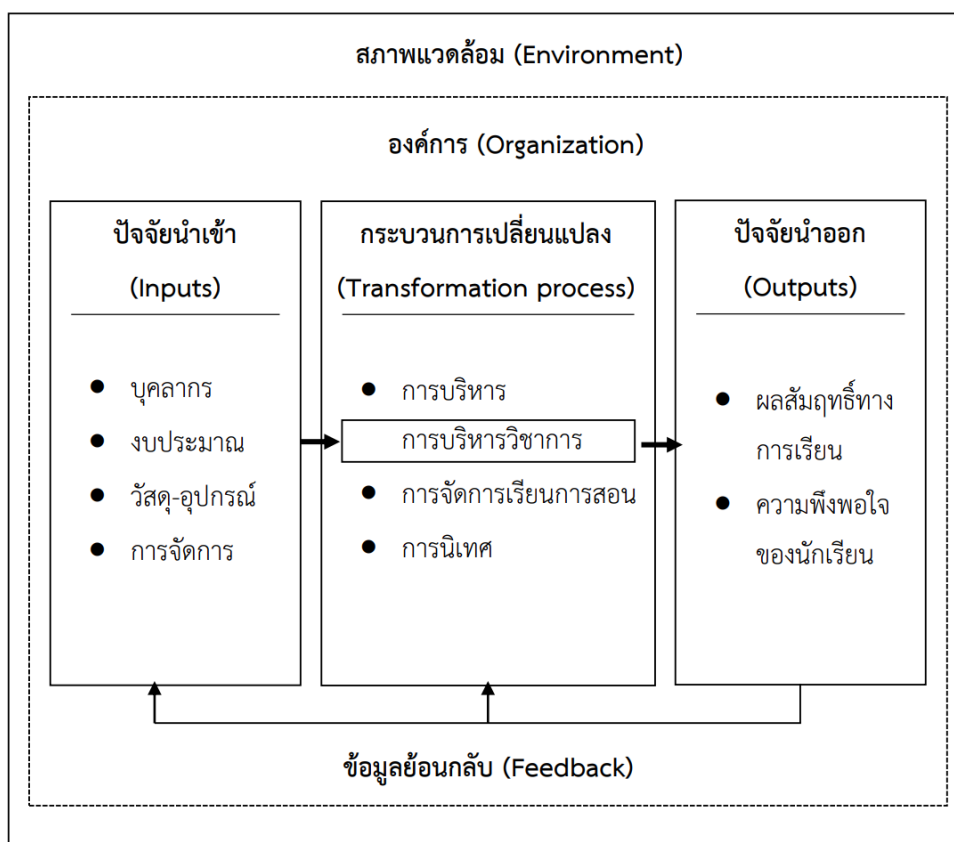 สภาพแวดล้อม (Environment)
องค์การ (Organization)
ปัจจัยนำเข้า
(Inputs)
● บุคลากร
● งบประมาณ
● วัสดุ-อุปกรณ์
● การจัดการ
กระบวนการเปลี่ยนแปลง
(Transformation process)
● การบริหาร
การบริหารวิชาการ
● การจัดการเรียนการสอน
● การนิเทศ
ปัจจัยนำออก
(Outputs)
● ผลสัมฤทธิ์ทาง
การเรียน
● ความพึงพอใจ
ของนักเรียน
ข้อมูลย้อนกลับ (Feedback)